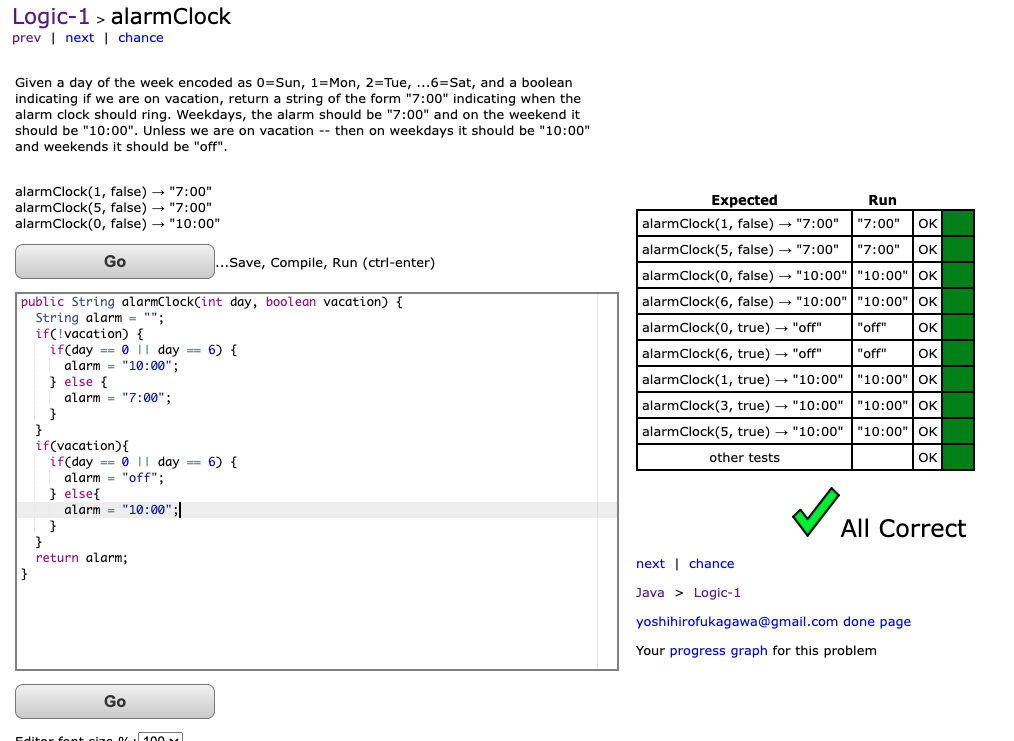 Logic-1 > alarmClock
prev | next | chance
Given a day of the week encoded as 0=Sun, 1=Mon, 2=Tue, ...6=Sat, and a boolean
indicating if we are on vacation, return a string of the form "7:00" indicating when the
alarm clock should ring. Weekdays, the alarm should be "7:00" and on the weekend it
should be "10:00". Unless we are on vacation -- then on weekdays it should be "10:00"
and weekends it should be "off".
alarmClock(1, false) → "7:00"
alarmClock(5, false) → "7:00"
alarmClock(0, false) → "10:00"
Go ...Save, Compile, Run (ctrl-enter)
public String alarmClock(int day, boolean vacation) {
  String alarm = "";
  if(!vacation) {
    if(day == 0 || day == 6) {
      alarm = "10:00";
    } else {
      alarm = "7:00";
    }
  }
  if(vacation){
    if(day == 0 || day == 6) {
      alarm = "off";
    } else{
      alarm = "10:00";
    }
  }
  return alarm;
}
Go
Editor font size %: 100
Expected Run
alarmClock(1, false) → "7:00" "7:00" OK
alarmClock(5, false) → "7:00" "7:00" OK
alarmClock(0, false) → "10:00" "10:00" OK
alarmClock(6, false) → "10:00" "10:00" OK
alarmClock(0, true) → "off" "off" OK
alarmClock(6, true) → "off" "off" OK
alarmClock(1, true) → "10:00" "10:00" OK
alarmClock(3, true) → "10:00" "10:00" OK
alarmClock(5, true) → "10:00" "10:00" OK
other tests OK
All Correct
next | chance
Java > Logic-1
yoshihirofukagawa@gmail.com done page
Your progress graph for this problem